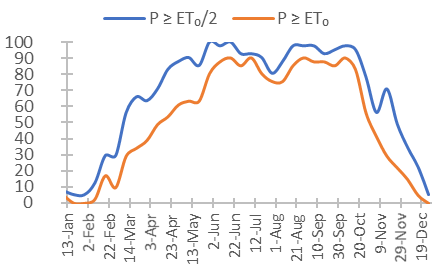 P ≥ ET₀/2 P ≥ ET₀
100
90
80
70
60
50
40
30
20
10
0
13-Jan
2-Feb
22-Feb
14-Mar
3-Apr
23-Apr
13-May
2-Jun
22-Jun
12-Jul
1-Aug
21-Aug
10-Sep
30-Sep
20-Oct
9-Nov
29-Nov
19-Dec